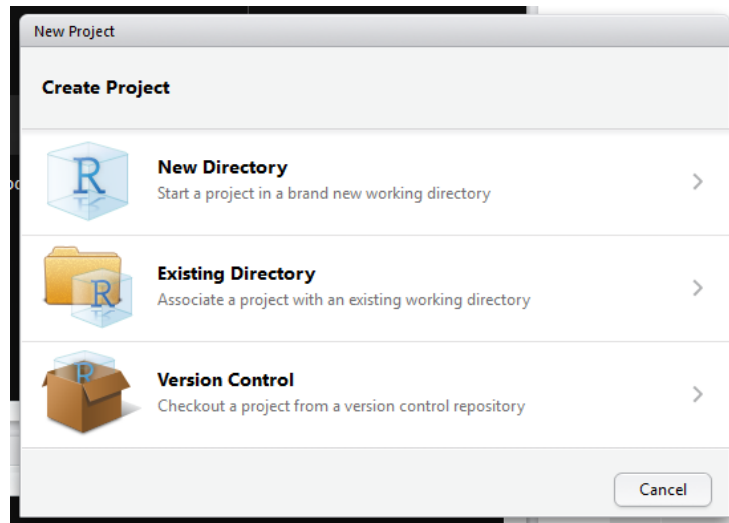 New Project
Create Project
R
New Directory
Start a project in a brand new working directory
R
Existing Directory
Associate a project with an existing working directory
R
Version Control
Checkout a project from a version control repository
Cancel